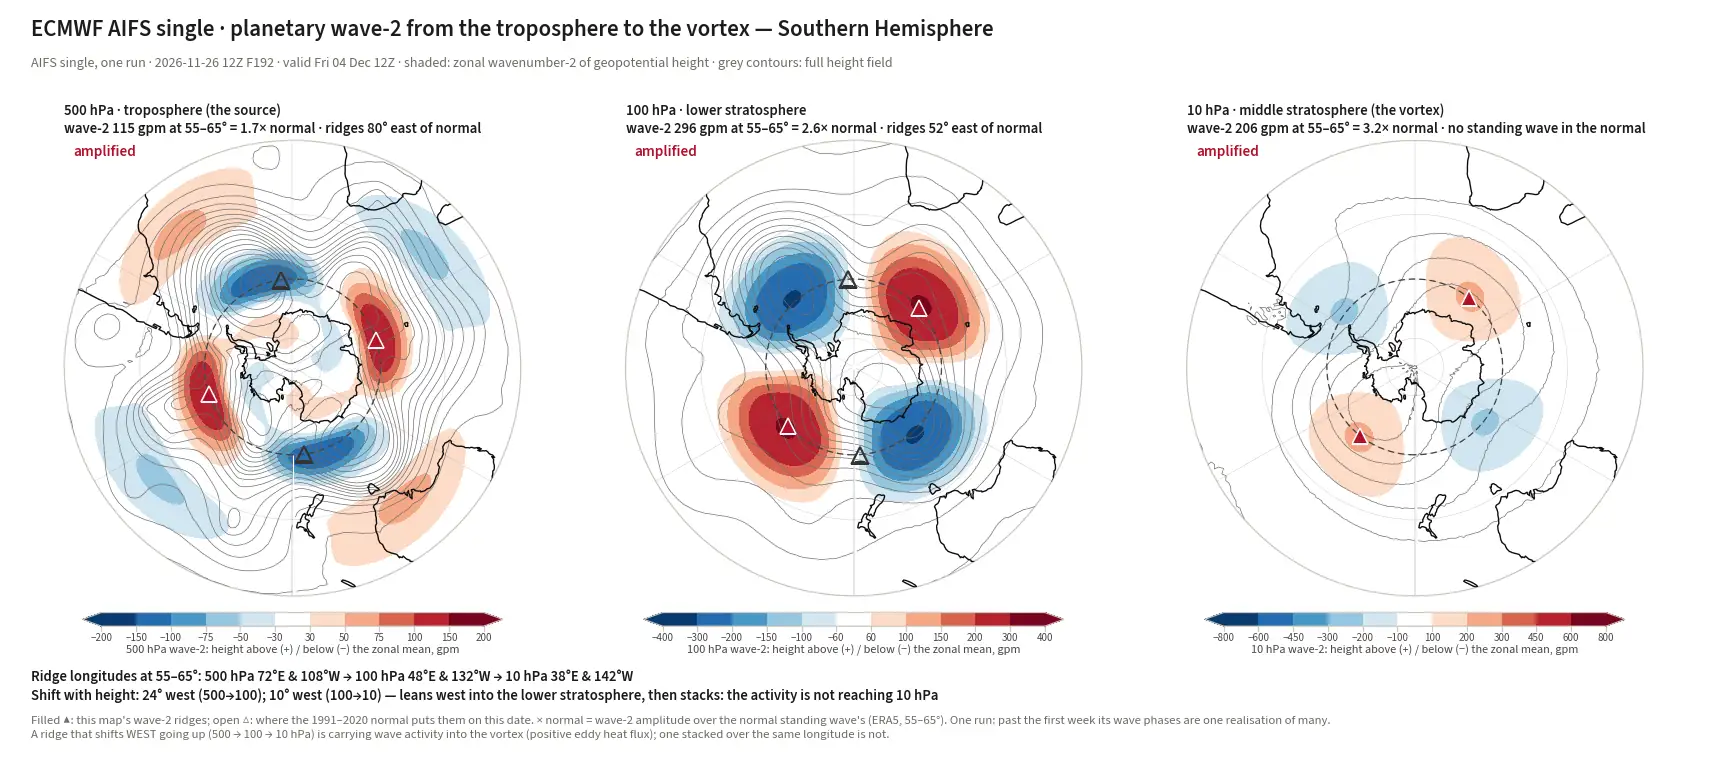 ECMWF AIFS single · planetary wave-2 from the troposphere to the vortex — Southern Hemisphere
AIFS single, one run · 2026-11-26 12Z F192 · valid Fri 04 Dec 12Z · shaded: zonal wavenumber-2 of geopotential height · grey contours: full height field
500 hPa · troposphere (the source)
wave-2 115 gpm at 55–65° = 1.7× normal · ridges 80° east of normal
amplified
100 hPa · lower stratosphere
wave-2 296 gpm at 55–65° = 2.6× normal · ridges 52° east of normal
amplified
10 hPa · middle stratosphere (the vortex)
wave-2 206 gpm at 55–65° = 3.2× normal · no standing wave in the normal
amplified
−200 −150 −100 −75 −50 −30 30 50 75 100 150 200
500 hPa wave-2: height above (+) / below (−) the zonal mean, gpm
−400 −300 −200 −150 −100 −60 60 100 150 200 300 400
100 hPa wave-2: height above (+) / below (−) the zonal mean, gpm
−800 −600 −450 −300 −200 −100 100 200 300 450 600 800
10 hPa wave-2: height above (+) / below (−) the zonal mean, gpm
Ridge longitudes at 55–65°: 500 hPa 72°E & 108°W → 100 hPa 48°E & 132°W → 10 hPa 38°E & 142°W
Shift with height: 24° west (500→100); 10° west (100→10) — leans west into the lower stratosphere, then stacks: the activity is not reaching 10 hPa
Filled ▲: this map's wave-2 ridges; open △: where the 1991–2020 normal puts them on this date. × normal = wave-2 amplitude over the normal standing wave's (ERA5, 55–65°). One run: past the first week its wave phases are one realisation of many.
A ridge that shifts WEST going up (500 → 100 → 10 hPa) is carrying wave activity into the vortex (positive eddy heat flux); one stacked over the same longitude is not.